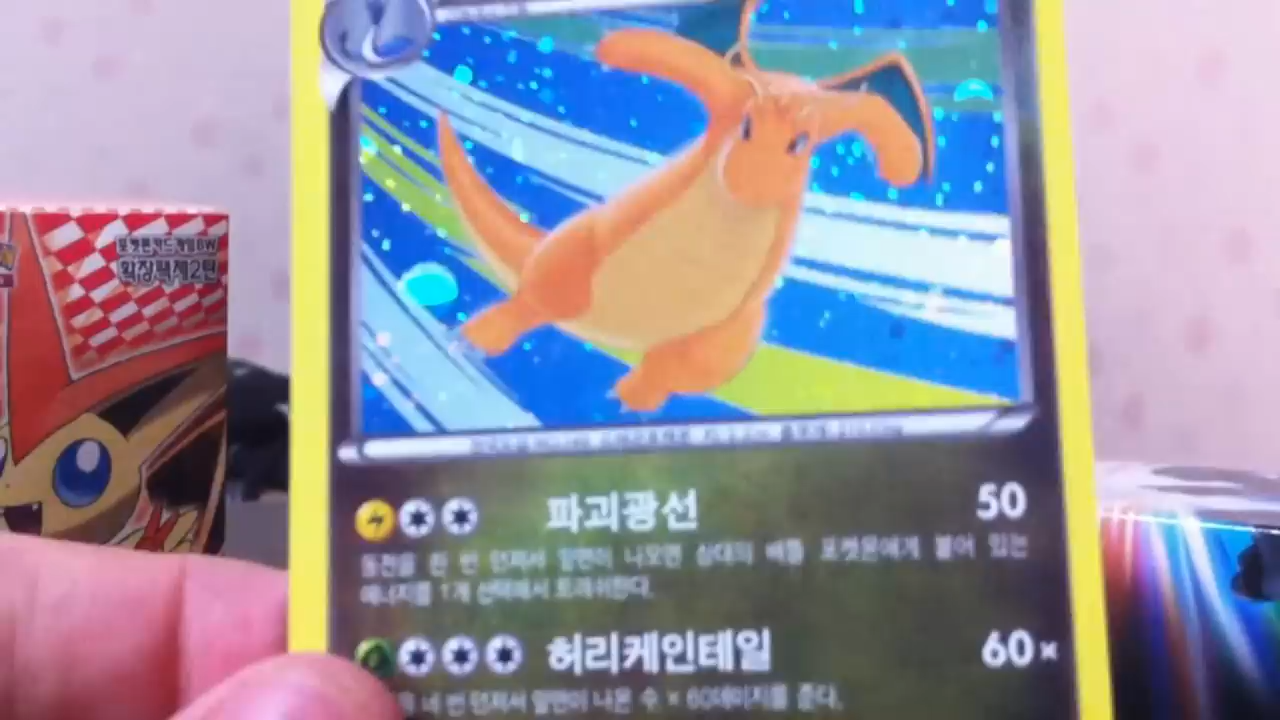 포켓몬카드게임BW
확장팩제2탄
파괴광선 50
동전을 한 번 던져서 앞면이 나오면 상대의 배틀 포켓몬에게 붙어 있는
에너지를 1개 선택해서 트래쉬한다.
허리케인테일 60×
네 번 던져서 앞면이 나온 수 × 60데미지를 준다.